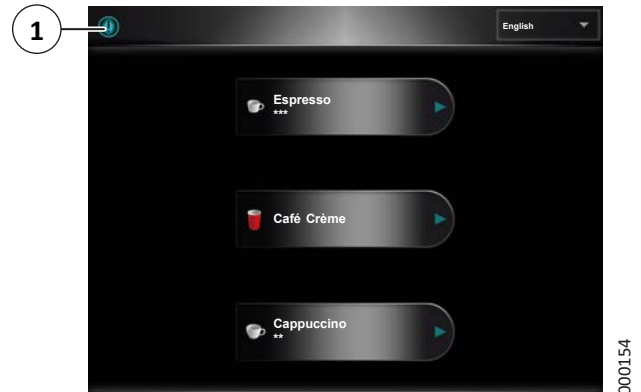 1
English
Espresso
***
Café Crème
Cappuccino
**
000154